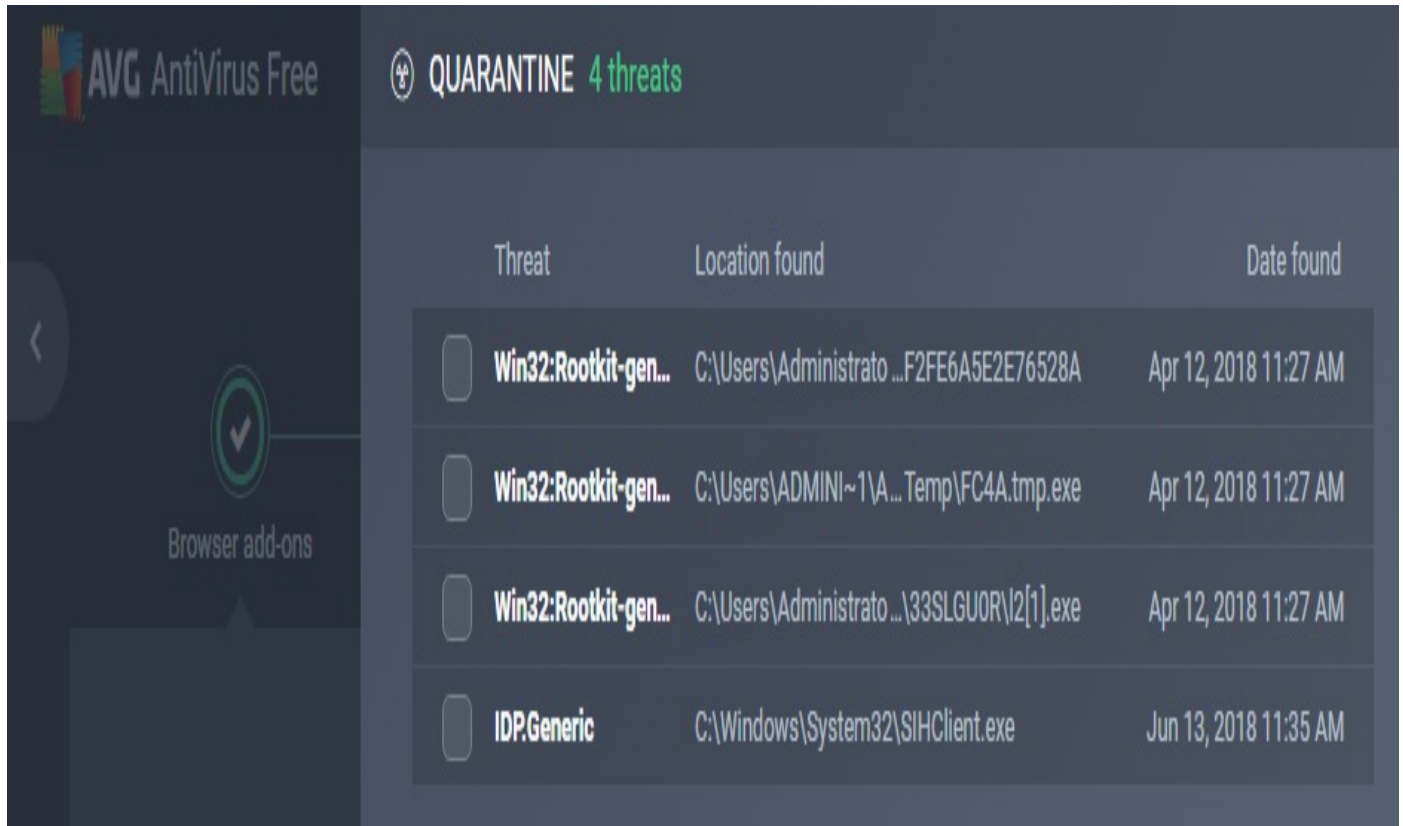 AVG AntiVirus Free
QUARANTINE 4 threats
Threat Location found Date found
Win32:Rootkit-gen... C:\Users\Administrato ...F2FE6A5E2E76528A Apr 12, 2018 11:27 AM
Win32:Rootkit-gen... C:\Users\ADMINI~1\A...Temp\FC4A.tmp.exe Apr 12, 2018 11:27 AM
Win32:Rootkit-gen... C:\Users\Administrato...\33SLGU0R\l2[1].exe Apr 12, 2018 11:27 AM
IDP.Generic C:\Windows\System32\SIHClient.exe Jun 13, 2018 11:35 AM
Browser add-ons